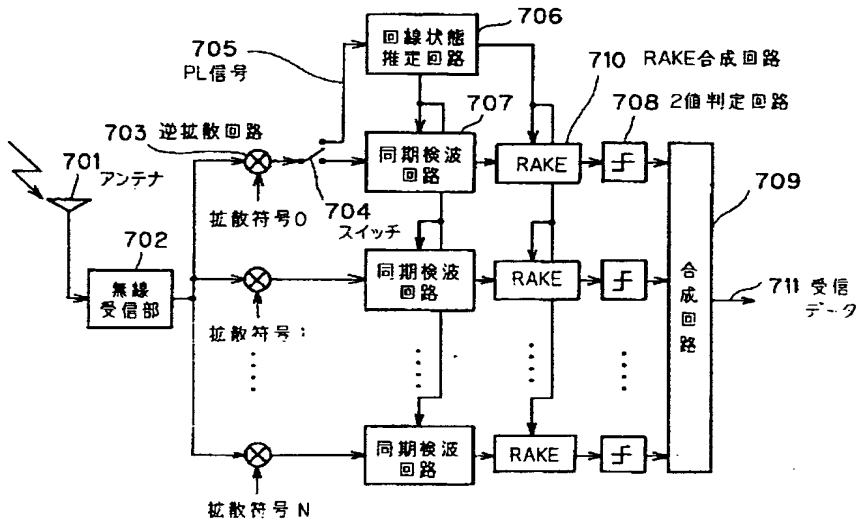 706
705
PL信号
回線状態
推定回路
710 RAKE合成回路
703 逆拡散回路
707
708 2値判定回路
701
アンテナ
同期検波
回路
RAKE
709
拡散符号0
704
スイッチ
702
無線
受信部
同期検波
回路
RAKE
合成回路
711 受信
データ
拡散符号1
同期検波
回路
RAKE
拡散符号N